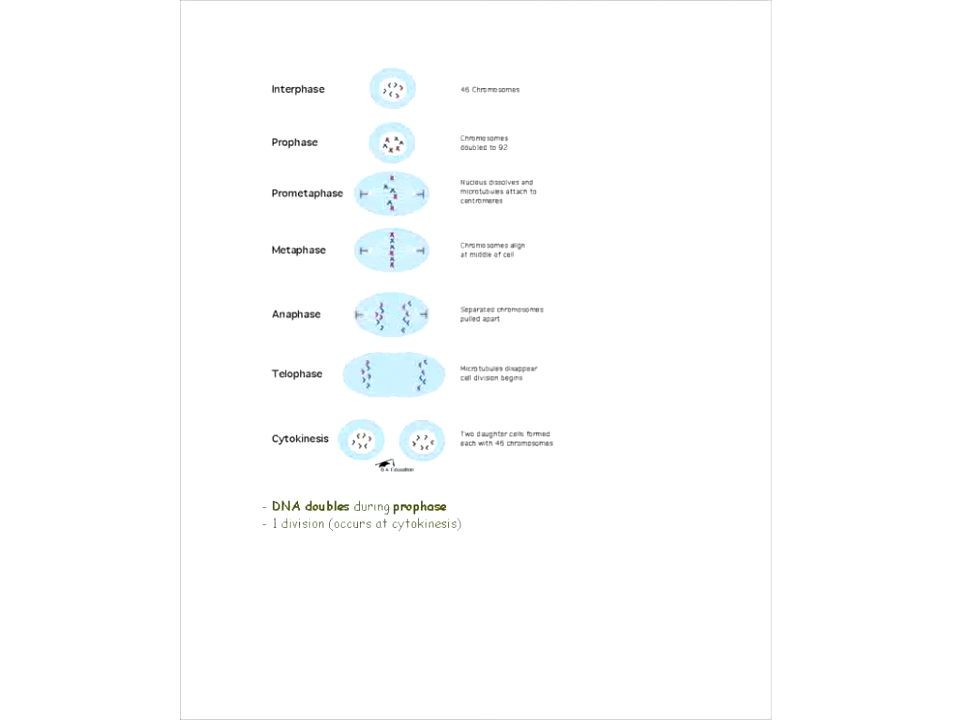 Interphase
46 Chromosomes
Prophase
Chromosomes
doubled to 92
Prometaphase
Nucleus dissolves and
microtubules attach to
centromeres
Metaphase
Chromosomes align
at middle of cell
Anaphase
Separated chromosomes
pulled apart
Telophase
Microtubules disappear
cell division begins
Cytokinesis
Two daughter cells formed
each with 46 chromosomes
Education
- DNA doubles during prophase
- 1 division (occurs at cytokinesis)